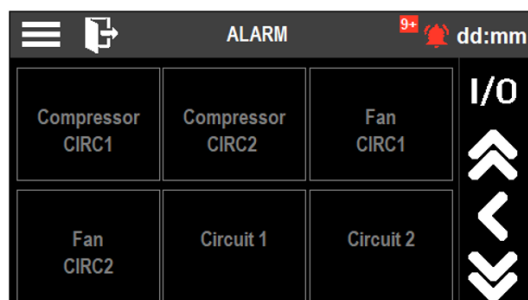 ALARM
9+
dd:mm
I/O
Compressor
CIRC1
Compressor
CIRC2
Fan
CIRC1
Fan
CIRC2
Circuit 1
Circuit 2